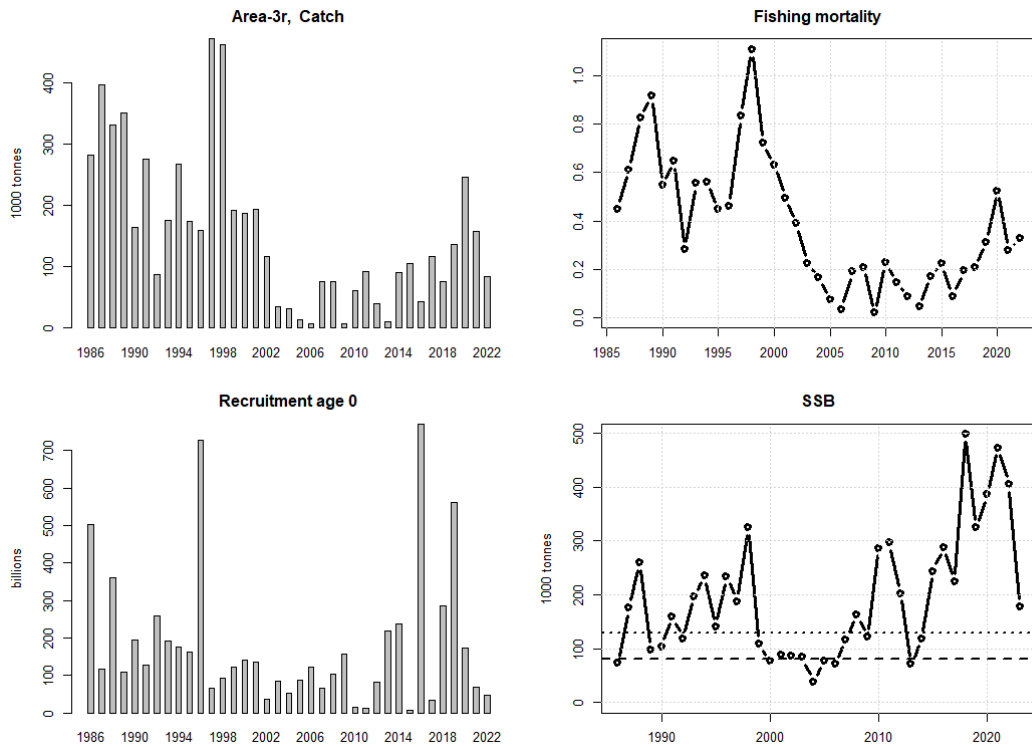 Area-3r, Catch
1000 tonnes
400
300
200
100
0
1986 1990 1994 1998 2002 2006 2010 2014 2018 2022
Fishing mortality
1.0
0.8
0.6
0.4
0.2
0.0
1985 1990 1995 2000 2005 2010 2015 2020
Recruitment age 0
billions
700
600
500
400
300
200
100
0
1986 1990 1994 1998 2002 2006 2010 2014 2018 2022
SSB
1000 tonnes
500
400
300
200
100
0
1990 2000 2010 2020